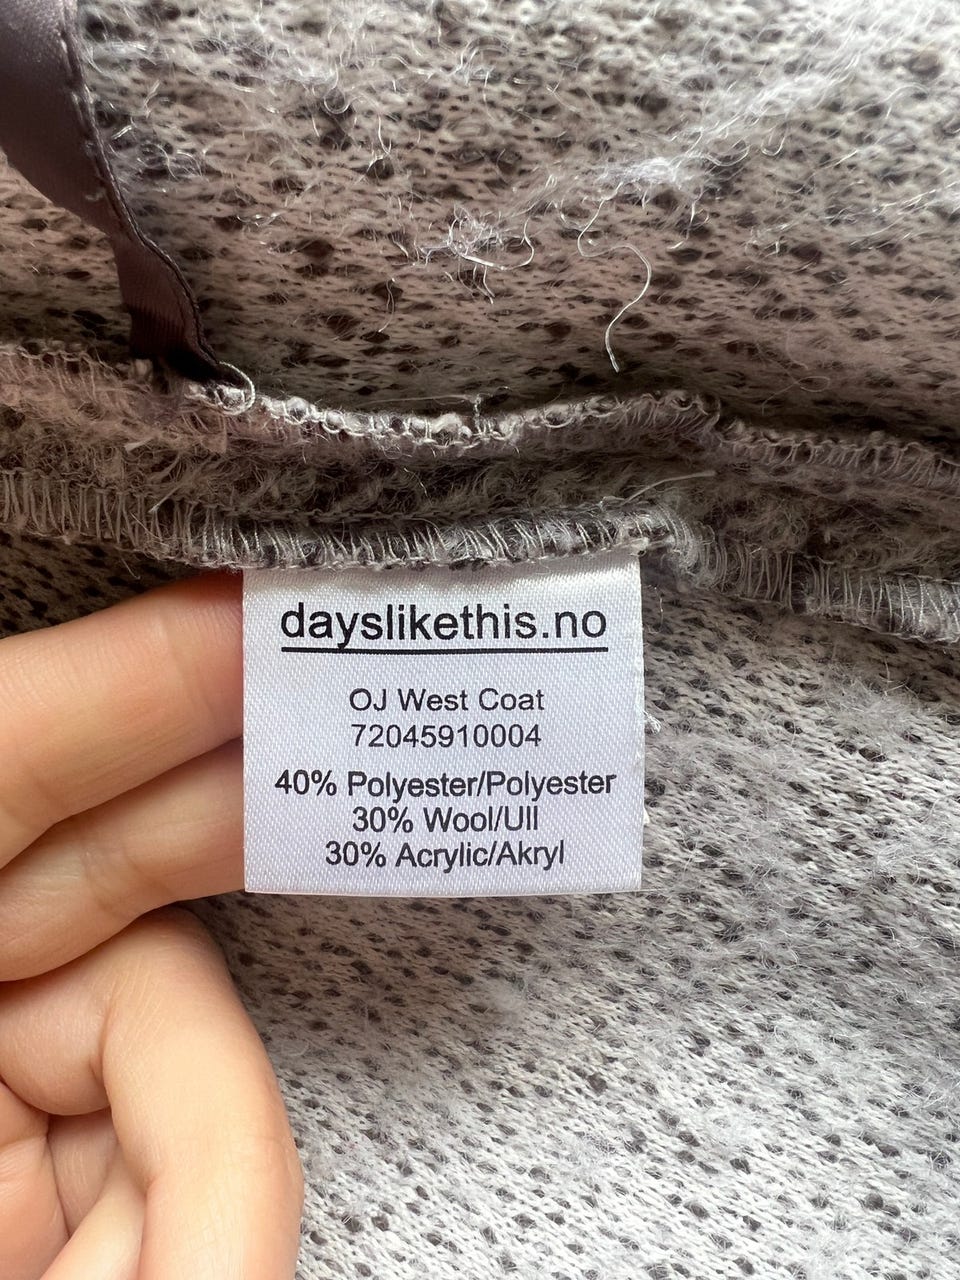 dayslikethis.no
OJ West Coat
72045910004
40% Polyester/Polyester
30% Wool/Ull
30% Acrylic/Akryl